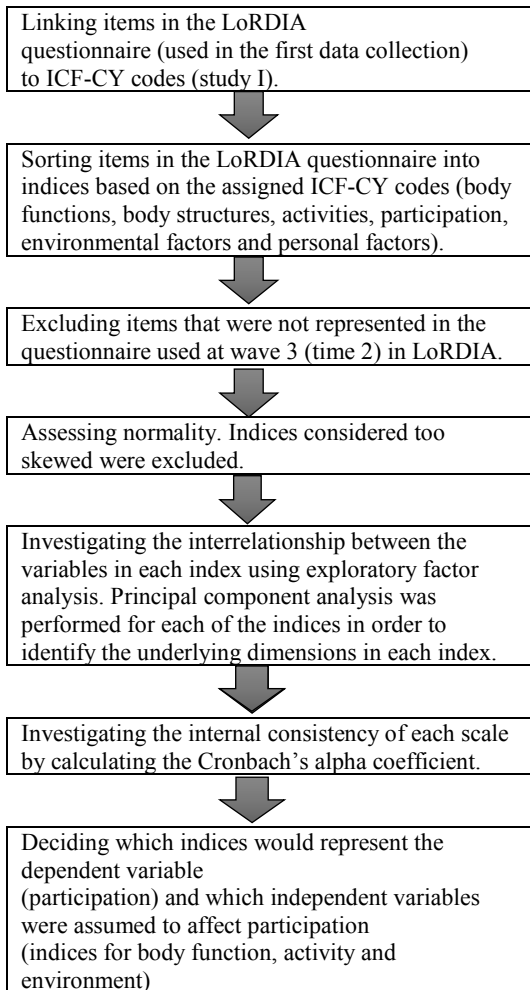 Linking items in the LoRDIA
questionnaire (used in the first data collection)
to ICF-CY codes (study I).
Sorting items in the LoRDIA questionnaire into
indices based on the assigned ICF-CY codes (body
functions, body structures, activities, participation,
environmental factors and personal factors).
Excluding items that were not represented in the
questionnaire used at wave 3 (time 2) in LoRDIA.
Assessing normality. Indices considered too
skewed were excluded.
Investigating the interrelationship between the
variables in each index using exploratory factor
analysis. Principal component analysis was
performed for each of the indices in order to
identify the underlying dimensions in each index.
Investigating the internal consistency of each scale
by calculating the Cronbach’s alpha coefficient.
Deciding which indices would represent the
dependent variable
(participation) and which independent variables
were assumed to affect participation
(indices for body function, activity and
environment)